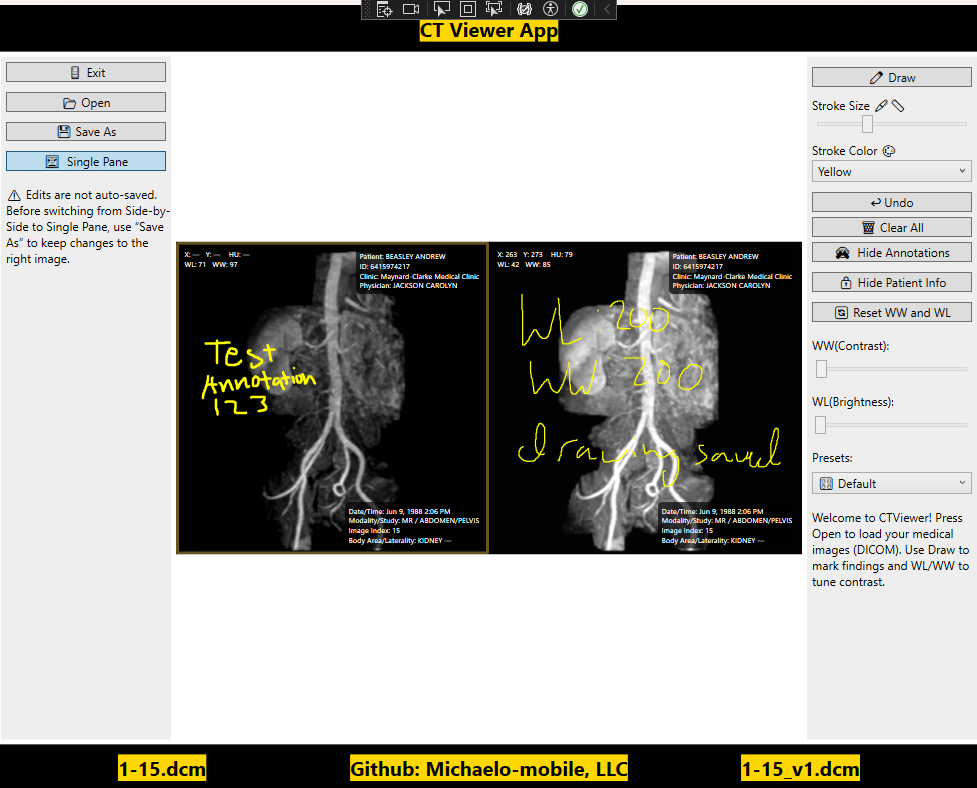 CT Viewer App
Exit
Open
Save As
Single Pane
Edits are not auto-saved.
Before switching from Side-by-
Side to Single Pane, use "Save
As" to keep changes to the
right image.
X: — Y: — HU: —
WL: 71 WW: 97
Patient: BEASLEY ANDREW
ID: 6415974217
Clinic: Maynard-Clarke Medical Clinic
Physician: JACKSON CAROLYN
Test
Annotation
123
Date/Time: Jun 9, 1988 2:06 PM
Modality/Study: MR / ABDOMEN/PELVIS
Image Index: 15
Body Area/Laterality: KIDNEY —
X: 263 Y: 273 HU: 79
WL: 42 WW: 85
Patient: BEASLEY ANDREW
ID: 6415974217
Clinic: Maynard-Clarke Medical Clinic
Physician: JACKSON CAROLYN
WL 200
WW 200
drawing saved
Date/Time: Jun 9, 1988 2:06 PM
Modality/Study: MR / ABDOMEN/PELVIS
Image Index: 15
Body Area/Laterality: KIDNEY —
Draw
Stroke Size
Stroke Color
Yellow
Undo
Clear All
Hide Annotations
Hide Patient Info
Reset WW and WL
WW(Contrast):
WL(Brightness):
Presets:
Default
Welcome to CTViewer! Press
Open to load your medical
images (DICOM). Use Draw to
mark findings and WL/WW to
tune contrast.
1-15.dcm
Github: Michaelo-mobile, LLC
1-15_v1.dcm